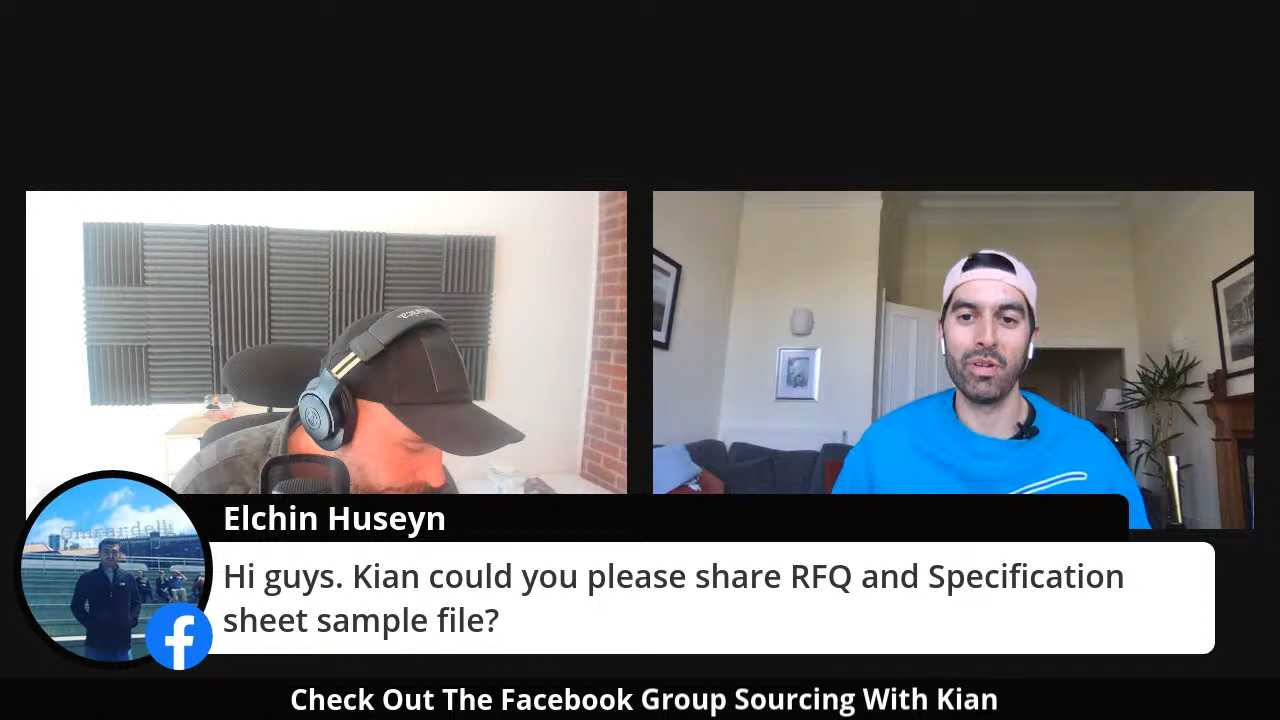 Ghirardelli
Elchin Huseyn
Hi guys. Kian could you please share RFQ and Specification
sheet sample file?
Check Out The Facebook Group Sourcing With Kian